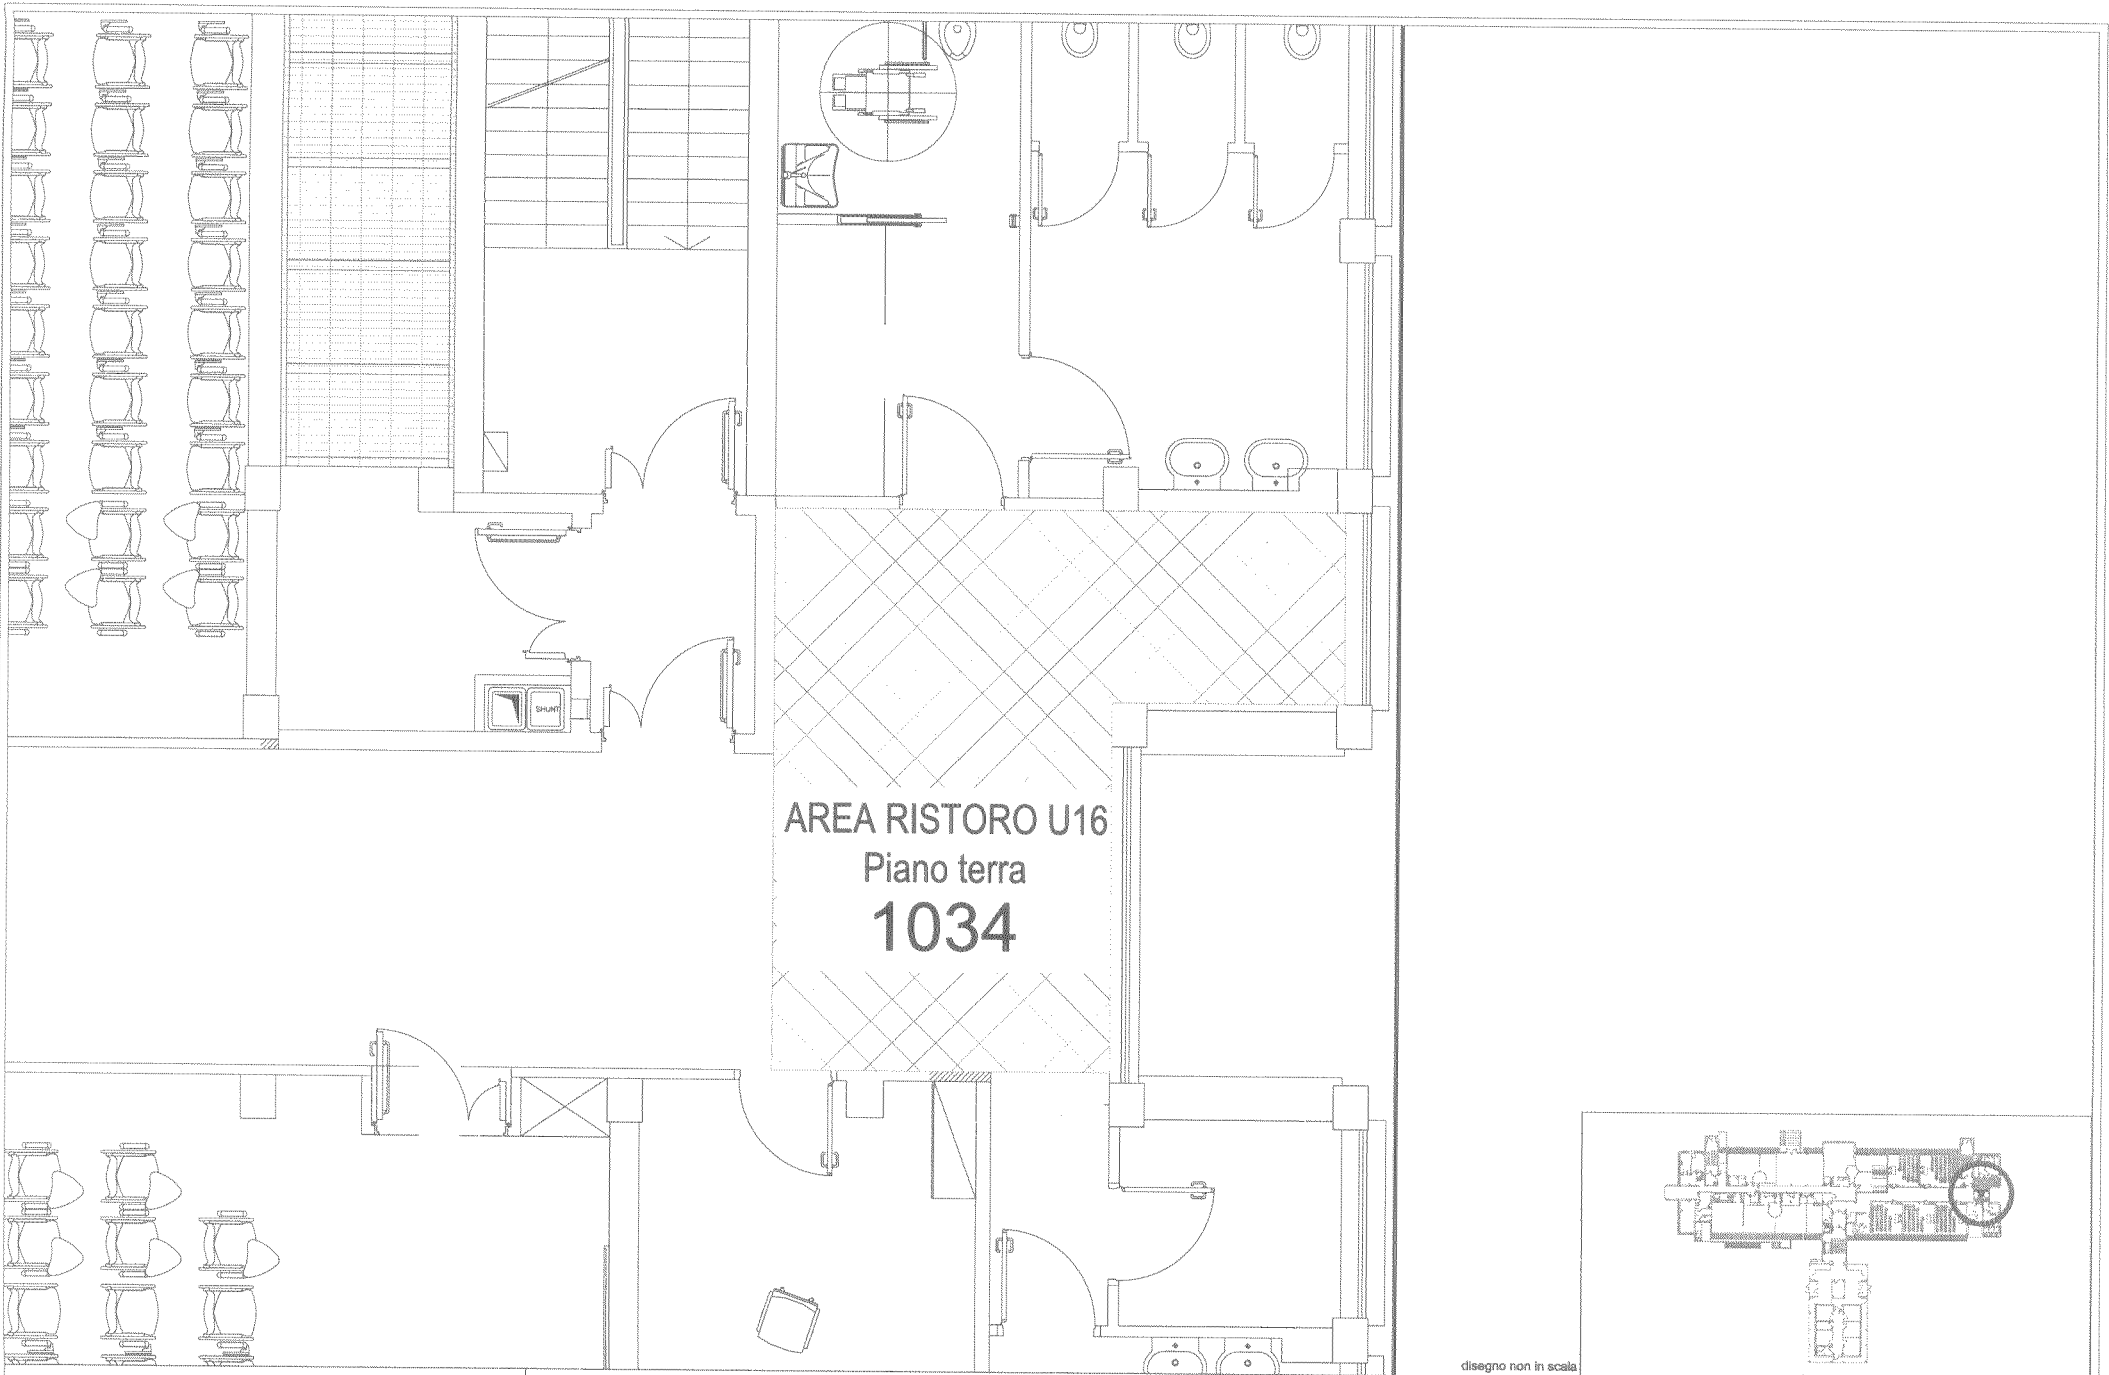 SHUNT
AREA RISTORO U16
Piano terra
1034
disegno non in scala